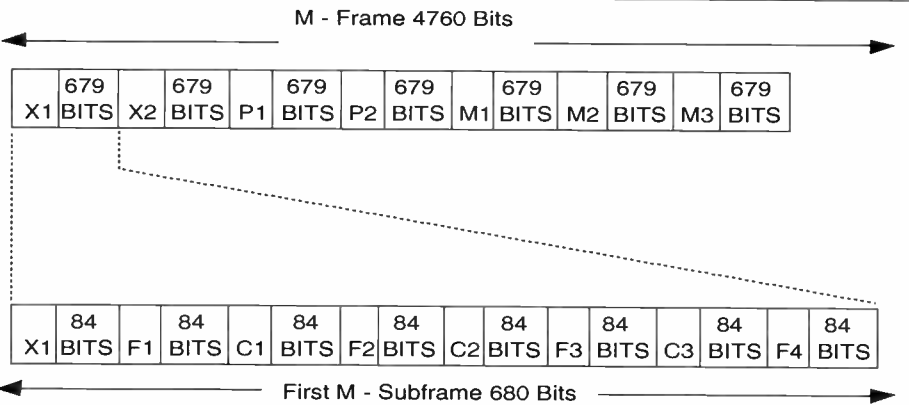 M - Frame 4760 Bits
679 679 679 679 679 679 679
X1 BITS X2 BITS P1 BITS P2 BITS M1 BITS M2 BITS M3 BITS
84 84 84 84 84 84 84 84
X1 BITS F1 BITS C1 BITS F2 BITS C2 BITS F3 BITS C3 BITS F4 BITS
First M - Subframe 680 Bits